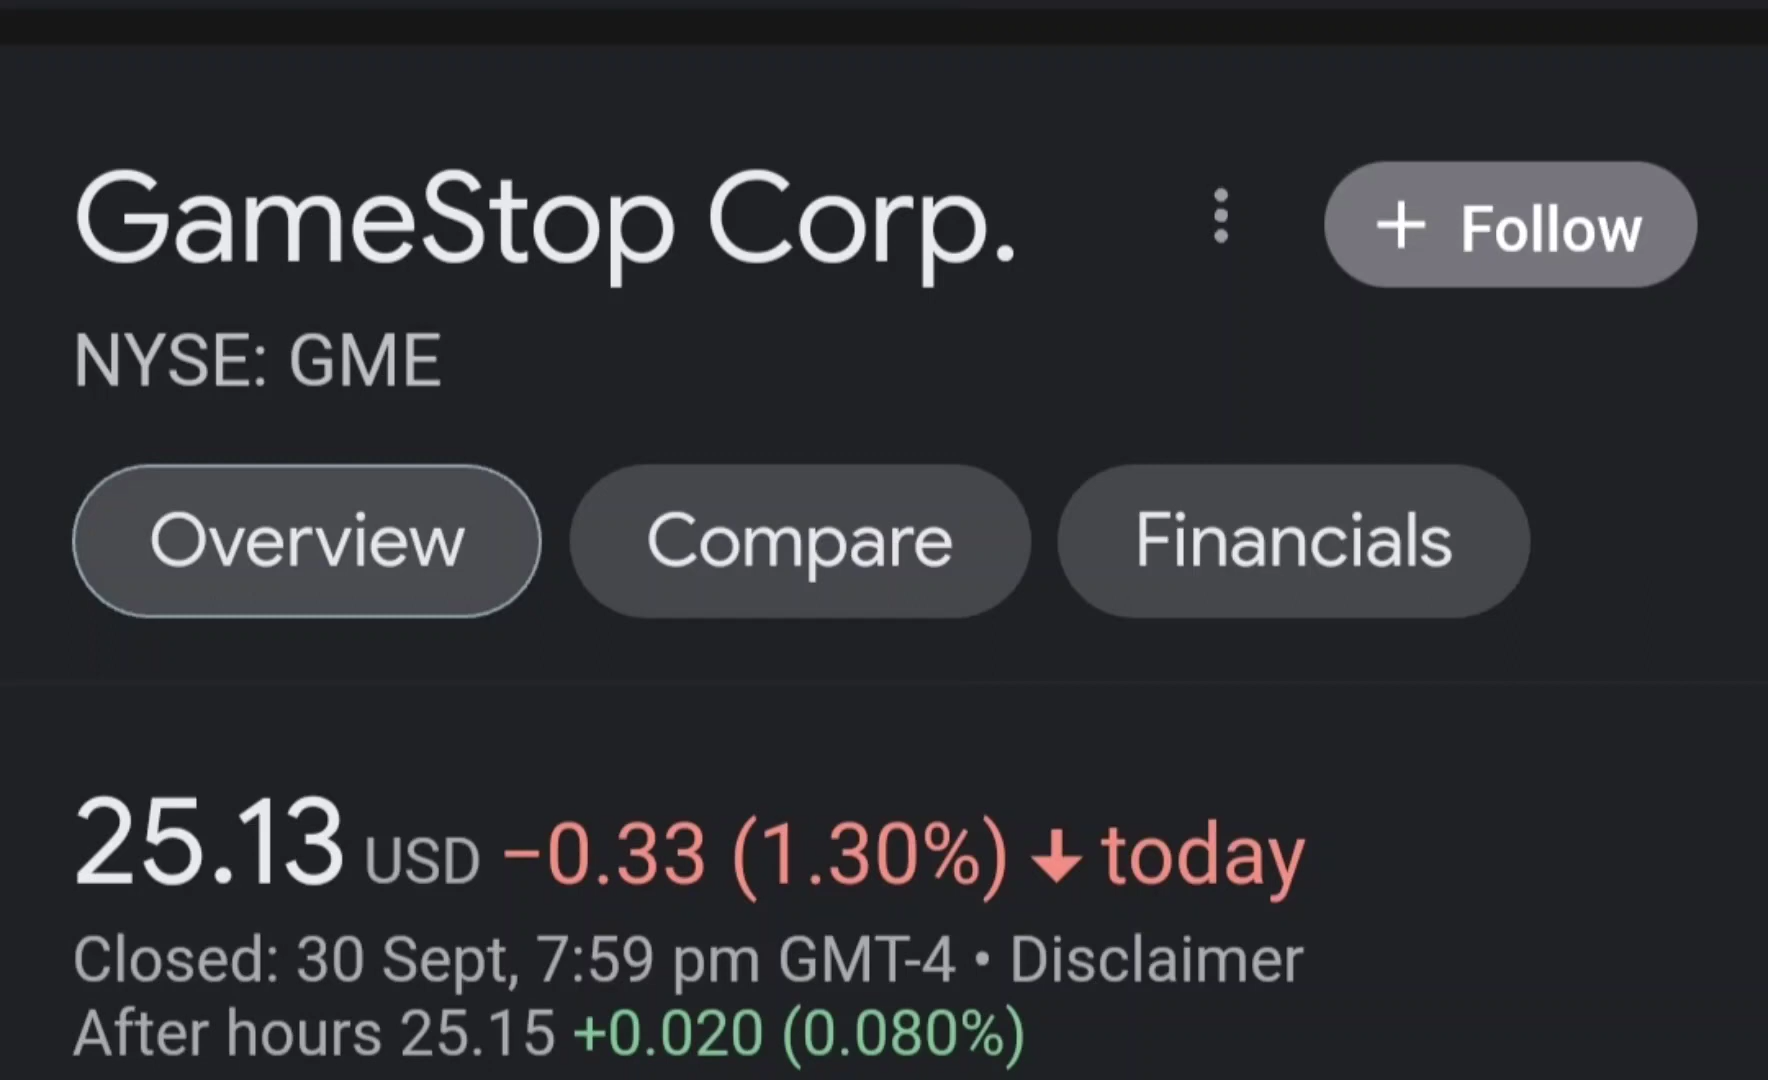 GameStop Corp.
+ Follow
NYSE: GME
Overview
Compare
Financials
25.13 USD −0.33 (1.30%) ↓ today
Closed: 30 Sept, 7:59 pm GMT-4 • Disclaimer
After hours 25.15 +0.020 (0.080%)